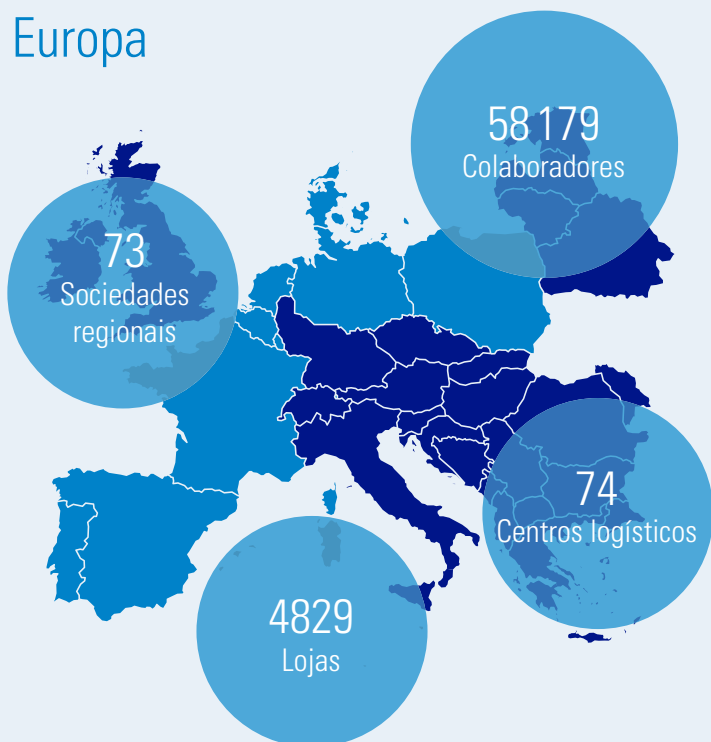 Europa
58 179
Colaboradores
73
Sociedades
regionais
74
Centros logísticos
4829
Lojas